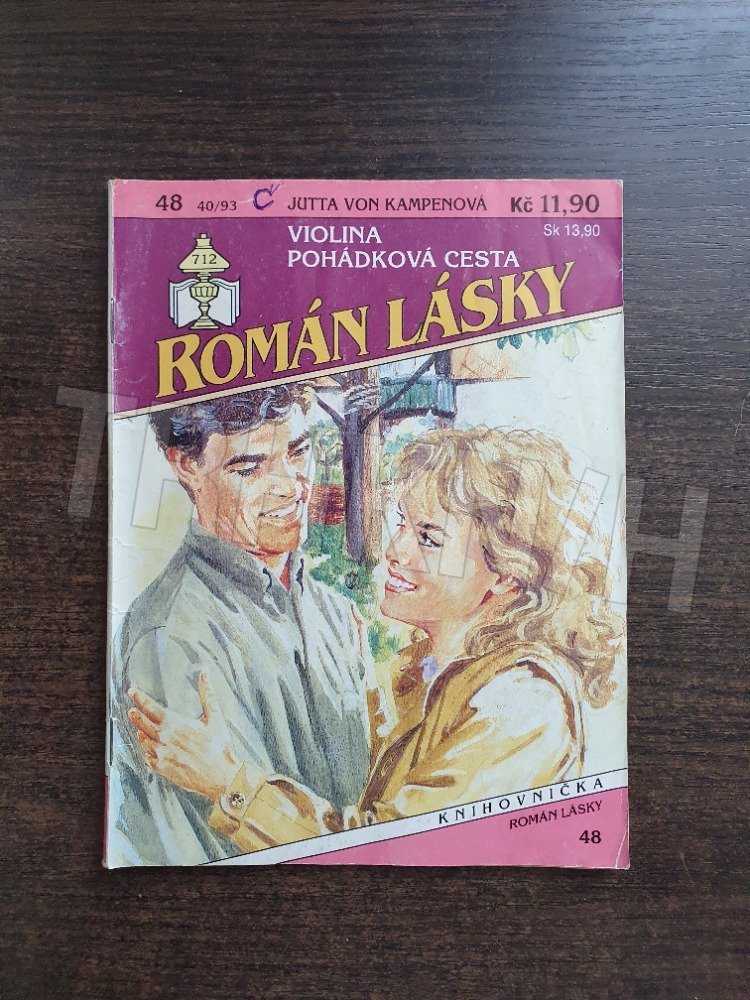 48 40/93 C JUTTA VON KAMPENOVÁ Kč 11,90
VIOLINA Sk 13,90
POHÁDKOVÁ CESTA
712
ROMÁN LÁSKY
KNIHOVNIČKA
ROMÁN LÁSKY
48